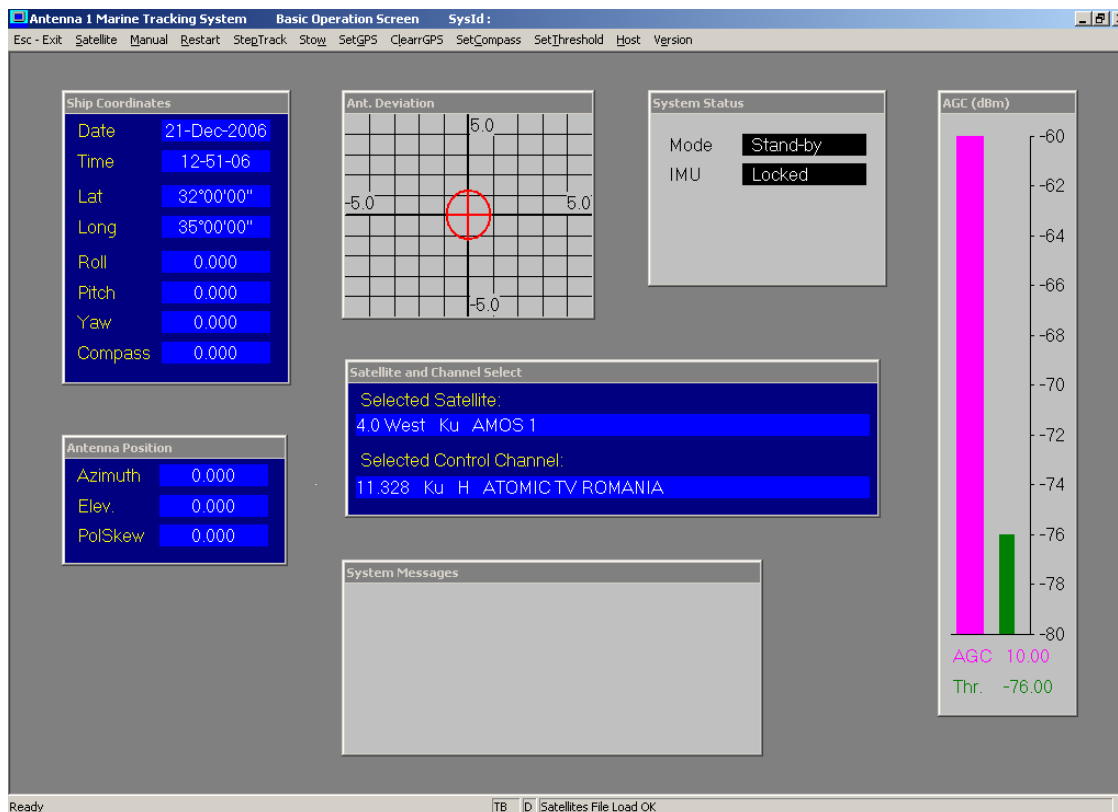 Antenna 1 Marine Tracking System Basic Operation Screen SysId :
Esc - Exit Satellite Manual Restart StepTrack Stow SetGPS ClearrGPS SetCompass SetThreshold Host Version
Ship Coordinates
Date 21-Dec-2006
Time 12-51-06
Lat 32°00'00"
Long 35°00'00"
Roll 0.000
Pitch 0.000
Yaw 0.000
Compass 0.000
Antenna Position
Azimuth 0.000
Elev. 0.000
PolSkew 0.000
Ant. Deviation
5.0
-5.0 5.0
-5.0
System Status
Mode Stand-by
IMU Locked
Satellite and Channel Select
Selected Satellite:
4.0 West Ku AMOS 1
Selected Control Channel:
11.328 Ku H ATOMIC TV ROMANIA
System Messages
AGC (dBm)
-60
-62
-64
-66
-68
-70
-72
-74
-76
-78
-80
AGC 10.00
Thr. -76.00
Ready TB D Satellites File Load OK